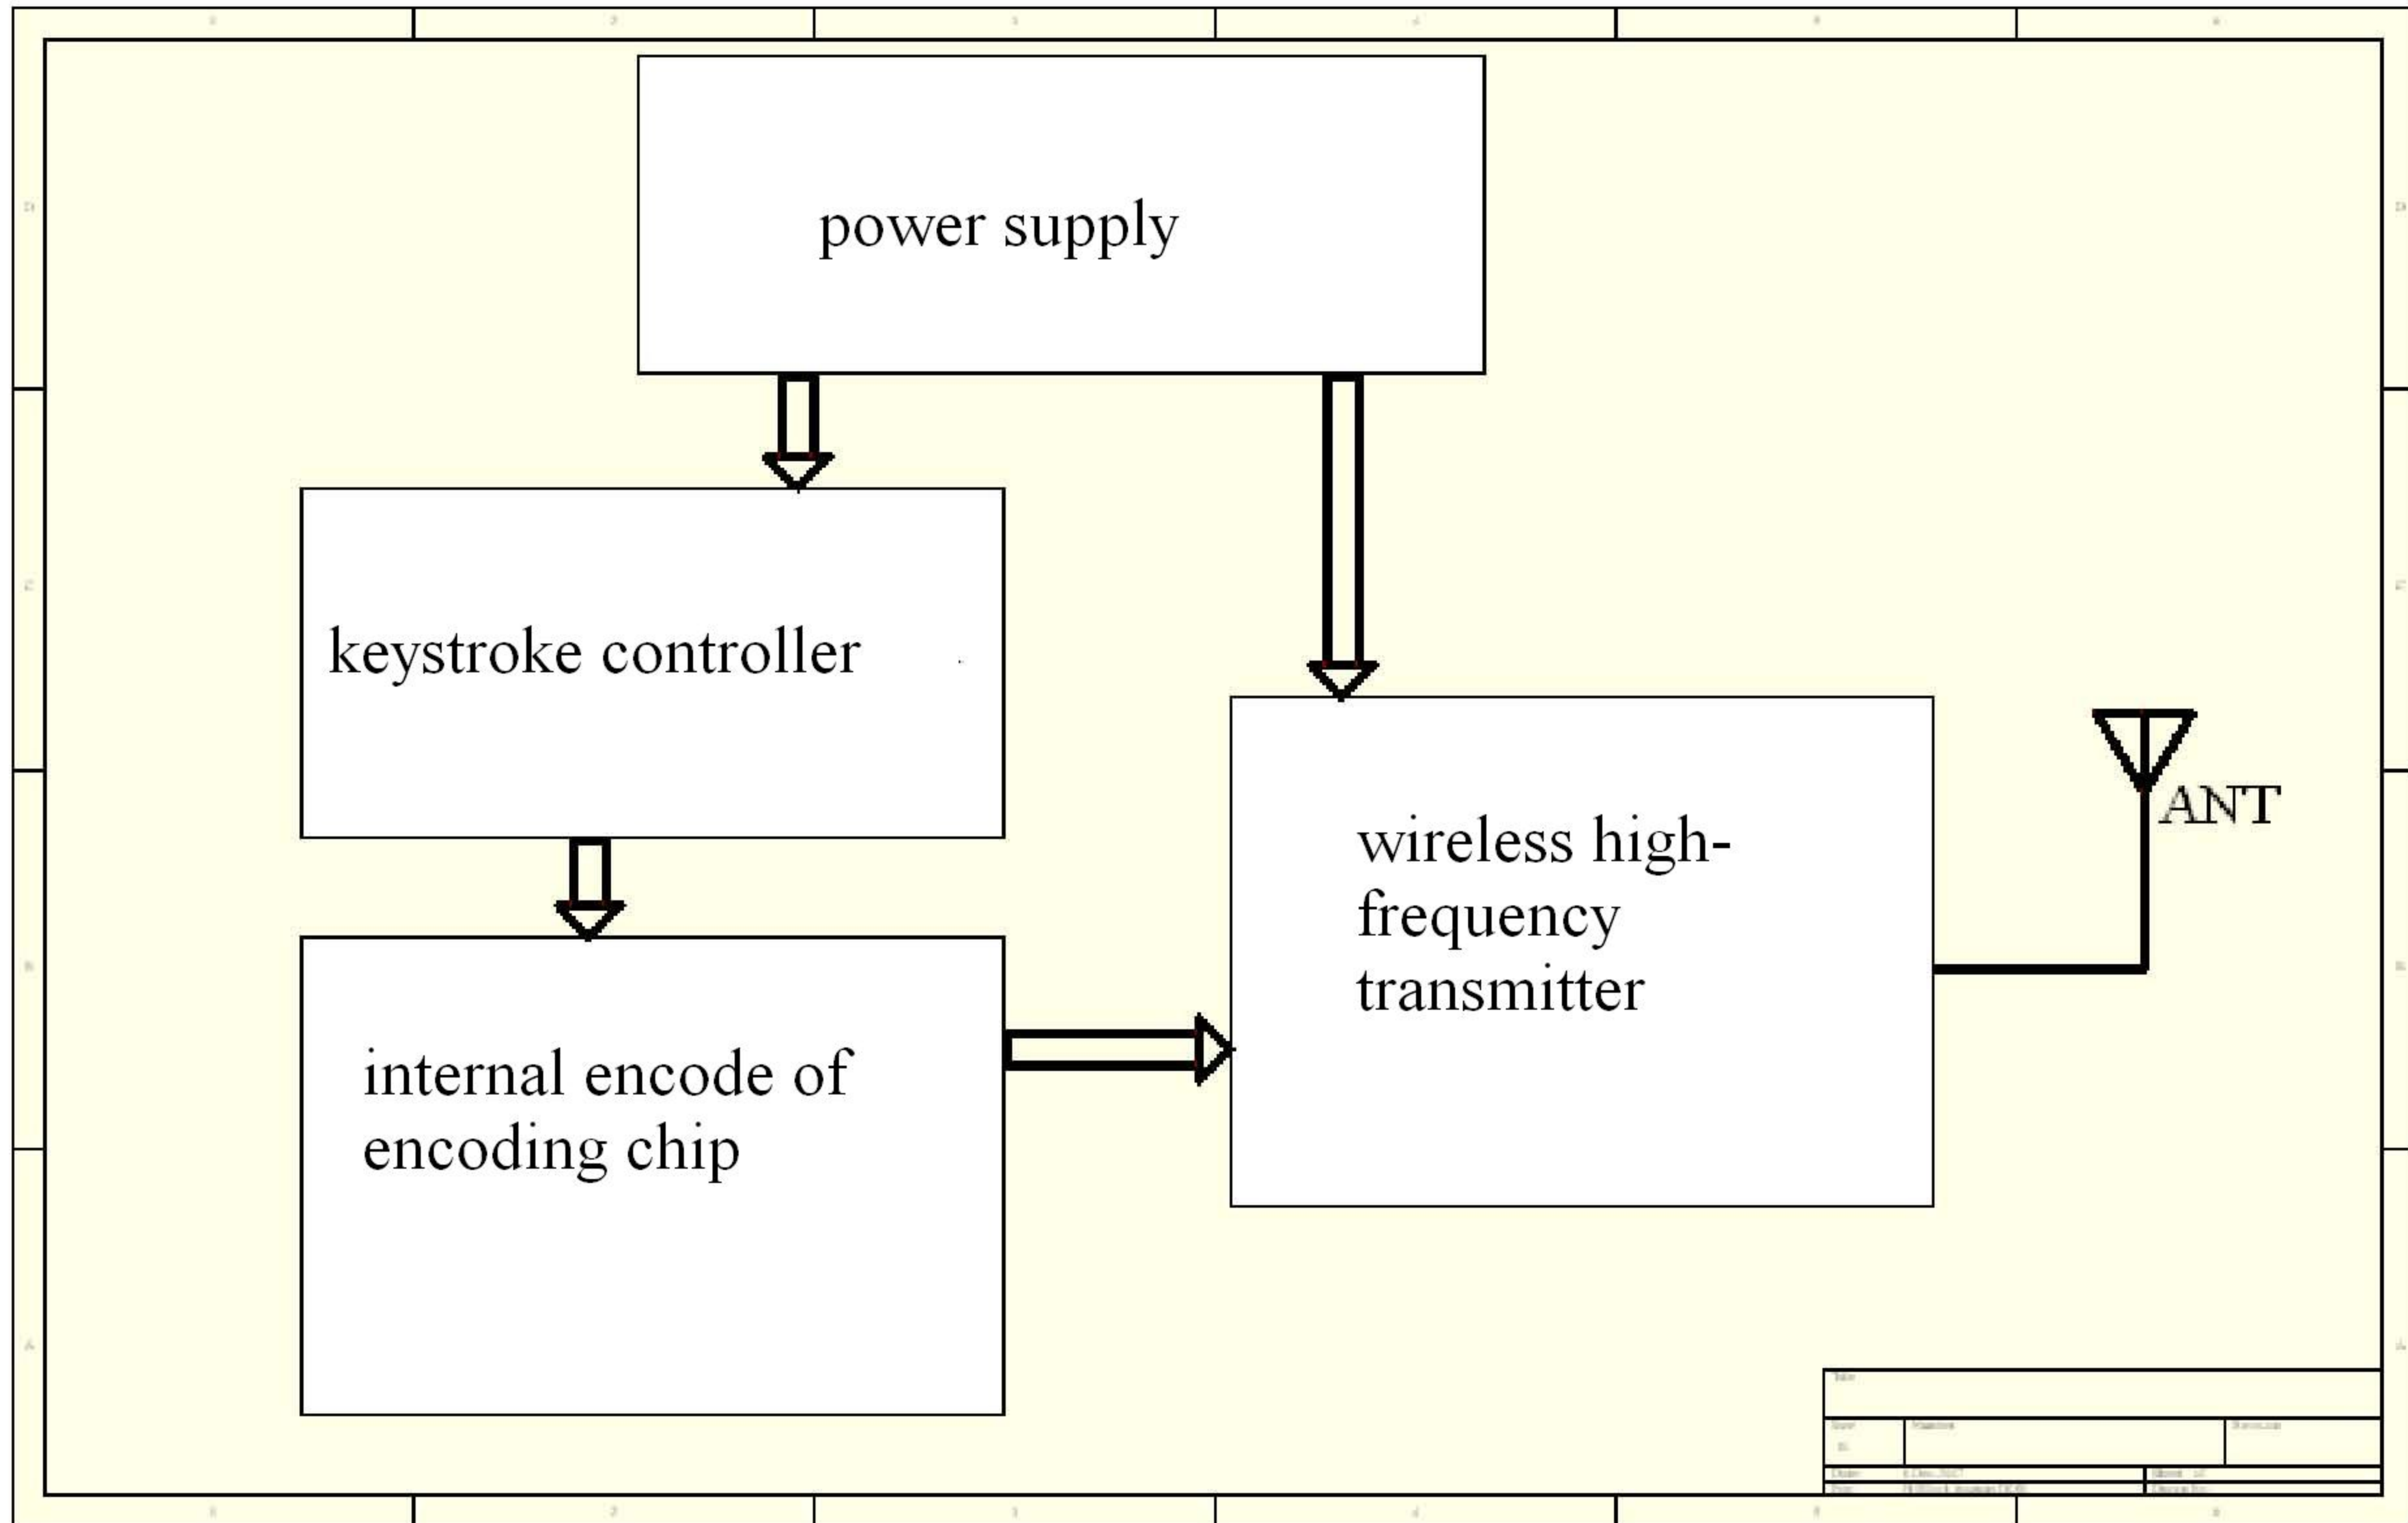 power supply
keystroke controller
wireless high-
frequency
transmitter
ANT
internal encode of
encoding chip